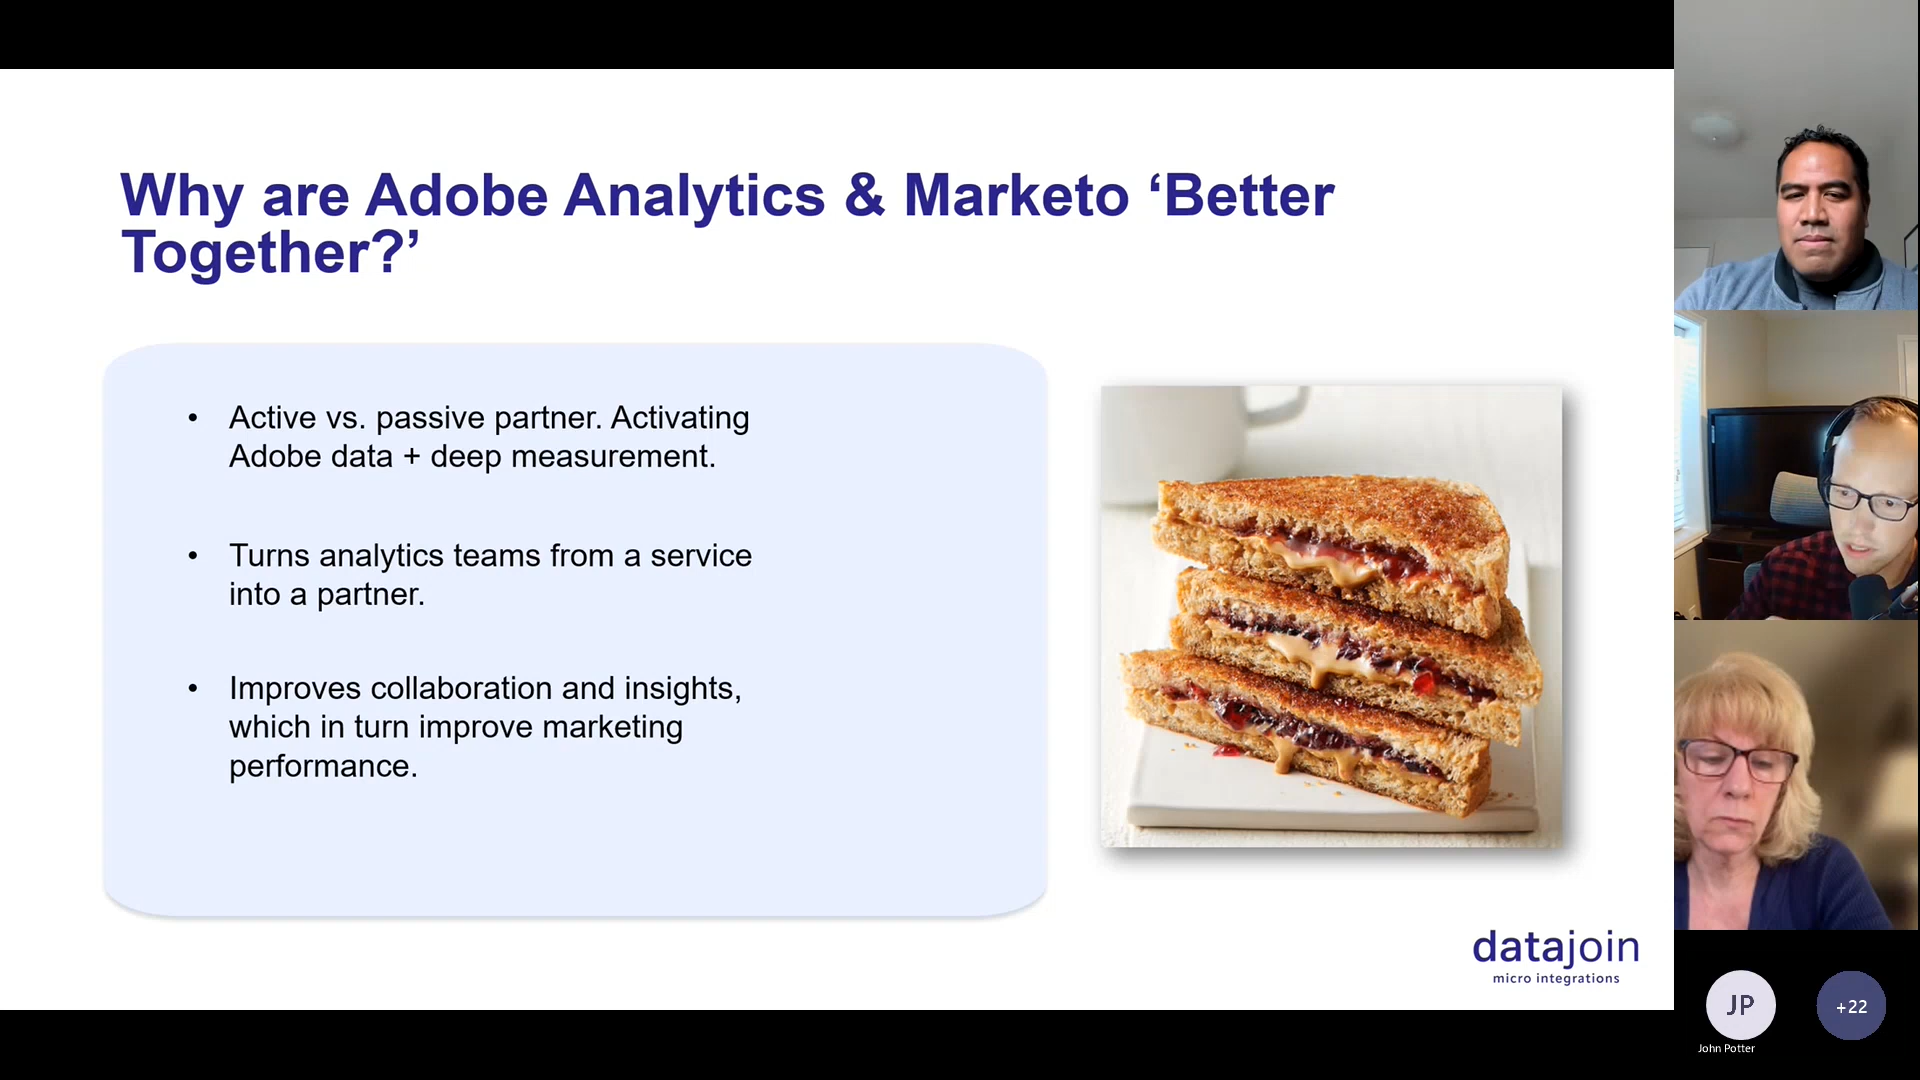 Why are Adobe Analytics & Marketo ‘Better
Together?’
• Active vs. passive partner. Activating
Adobe data + deep measurement.
• Turns analytics teams from a service
into a partner.
• Improves collaboration and insights,
which in turn improve marketing
performance.
datajoin
micro integrations
JP
+22
John Potter